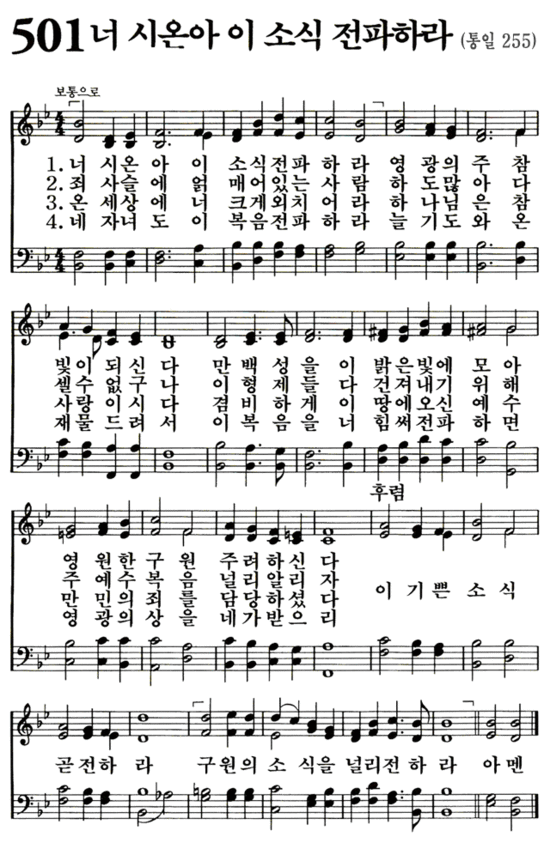 501 너 시온아 이 소식 전파하라 (통일 255)
보통으로
1. 너 시온 아 이 소식전파 하 라 영 광의 주 참
2. 죄 사슬에 얽 매어있는 사람 하 도많 아 다
3. 온 세상에 너 크게외치 어라 하 나님 은 참
4. 네 자녀 도 이 복음전파 하라 늘 기도 와 온
빛이 되신 다 만 백 성을 이 밝은빛에 모 아
셀수 없구 나 이 형 제들 다 건져내기 위 해
사랑 이시 다 겸 비 하게 이 땅에오신 예 수
재물 드려 서 이 복 음을 너 힘써전파 하 면
후렴
영 원한 구 원 주 려 하 신 다
주 예수 복 음 널 리 알 리 자
만 민의 죄 를 담 당 하 셨 다
영 광의 상 을 네 가 받 으 리
이 기 쁜 소 식
곧 전하 라 구원의 소 식을 널리전 하 라 아멘